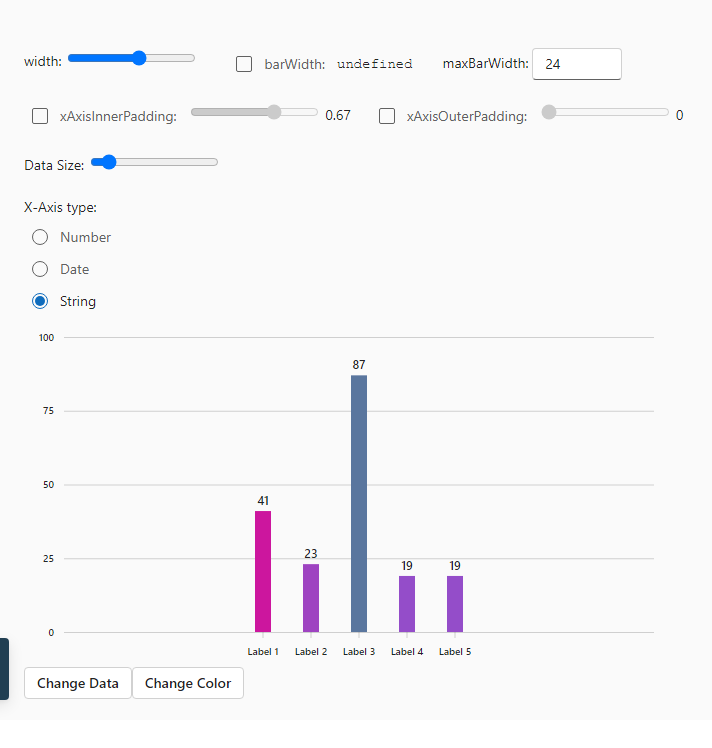 width: barWidth: undefined maxBarWidth: 24
xAxisInnerPadding: 0.67 xAxisOuterPadding: 0
Data Size:
X-Axis type:
Number
Date
String
100
87
75
50
41
25
23
19 19
0
Label 1 Label 2 Label 3 Label 4 Label 5
Change Data Change Color